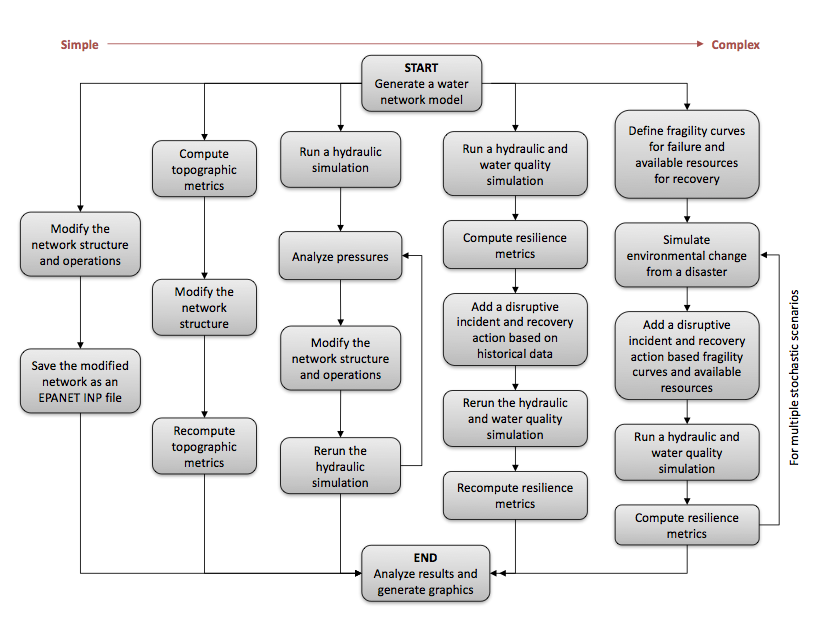 Simple
Complex
START
Generate a water
network model
Modify the
network structure
and operations
Save the modified
network as an
EPANET INP file
Compute
topographic
metrics
Modify the
network
structure
Recompute
topographic
metrics
Run a hydraulic
simulation
Analyze pressures
Modify the
network structure
and operations
Rerun the
hydraulic
simulation
Run a hydraulic and
water quality
simulation
Compute resilience
metrics
Add a disruptive
incident and recovery
action based on
historical data
Rerun the hydraulic
and water quality
simulation
Recompute resilience
metrics
Define fragility curves
for failure and
available resources
for recovery
Simulate
environmental change
from a disaster
Add a disruptive
incident and recovery
action based fragility
curves and available
resources
Run a hydraulic and
water quality
simulation
Compute resilience
metrics
For multiple stochastic scenarios
END
Analyze results and
generate graphics